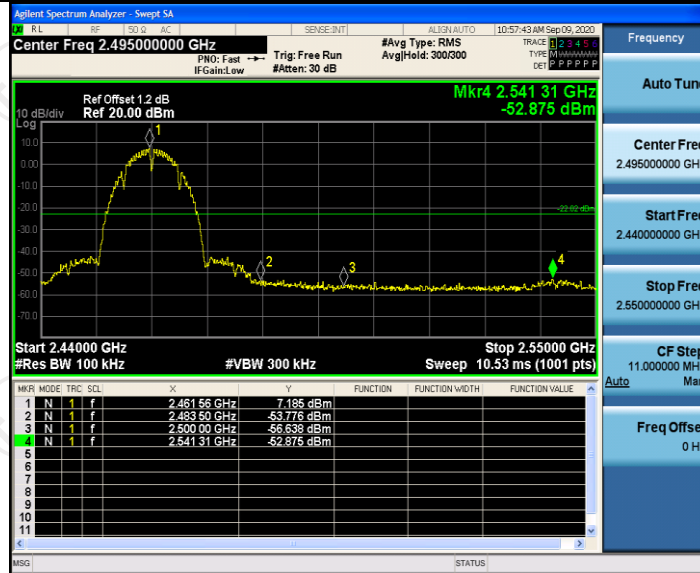 Agilent Spectrum Analyzer - Swept SA
RL RF 50 Ω AC SENSE:INT ALIGN AUTO 10:57:43 AM Sep 09, 2020
Center Freq 2.495000000 GHz
PNO: Fast
IFGain:Low
Trig: Free Run
#Atten: 30 dB
#Avg Type: RMS
Avg|Hold: 300/300
TRACE 1 2 3 4 5 6
TYPE
DET P P P P P P
Mkr4 2.541 31 GHz
-52.875 dBm
Ref Offset 1.2 dB
10 dB/div Ref 20.00 dBm
Log
10.0
0.00
-10.0
-20.0
-30.0
-40.0
-50.0
-60.0
-70.0
1
2
3
4
-22.82 dBm
Start 2.44000 GHz Stop 2.55000 GHz
#Res BW 100 kHz #VBW 300 kHz Sweep 10.53 ms (1001 pts)
MKR MODE TRC SCL X Y FUNCTION FUNCTION WIDTH FUNCTION VALUE
1 N 1 f 2.461 56 GHz 7.185 dBm
2 N 1 f 2.483 50 GHz -53.776 dBm
3 N 1 f 2.500 00 GHz -56.638 dBm
4 N 1 f 2.541 31 GHz -52.875 dBm
5
6
7
8
9
10
11
MSG STATUS
Frequency
Auto Tun
Center Fre
2.495000000 GH
Start Fre
2.440000000 GH
Stop Fre
2.550000000 GH
CF Step
11.000000 MH
Auto Ma
Freq Offse
0 H